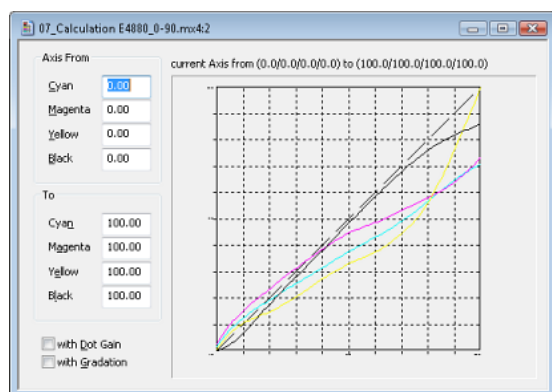 07_Calculation E4880_0-90.mx4:2
Axis From
current Axis from (0.0/0.0/0.0/0.0) to (100.0/100.0/100.0/100.0)
Cyan 0.00
Magenta 0.00
Yellow 0.00
Black 0.00
To
Cyan 100.00
Magenta 100.00
Yellow 100.00
Black 100.00
with Dot Gain
with Gradation